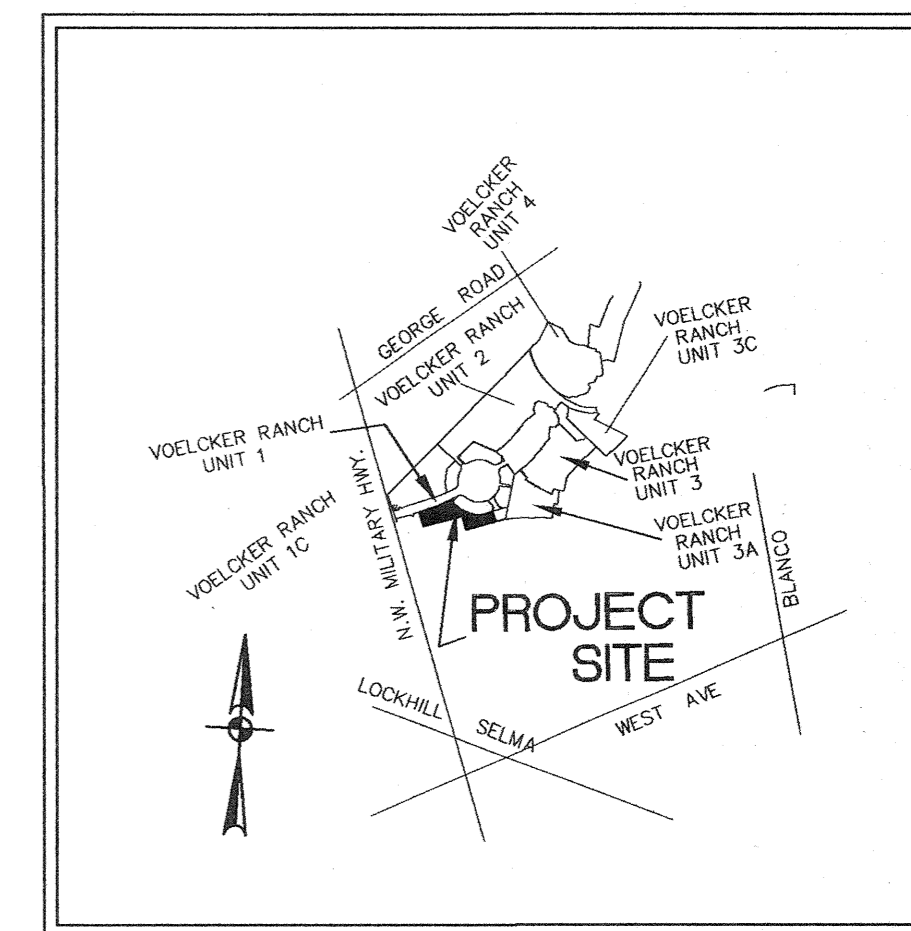 VOELCKER
RANCH
UNIT 4
GEORGE ROAD
VOELCKER RANCH
UNIT 2
VOELCKER
RANCH
UNIT 3C
VOELCKER RANCH
UNIT 1
VOELCKER
RANCH
UNIT 3
VOELCKER RANCH
UNIT 1C
N.W. MILITARY HWY.
VOELCKER
RANCH
UNIT 3A
BLANCO
PROJECT
SITE
LOCKHILL SELMA
WEST AVE